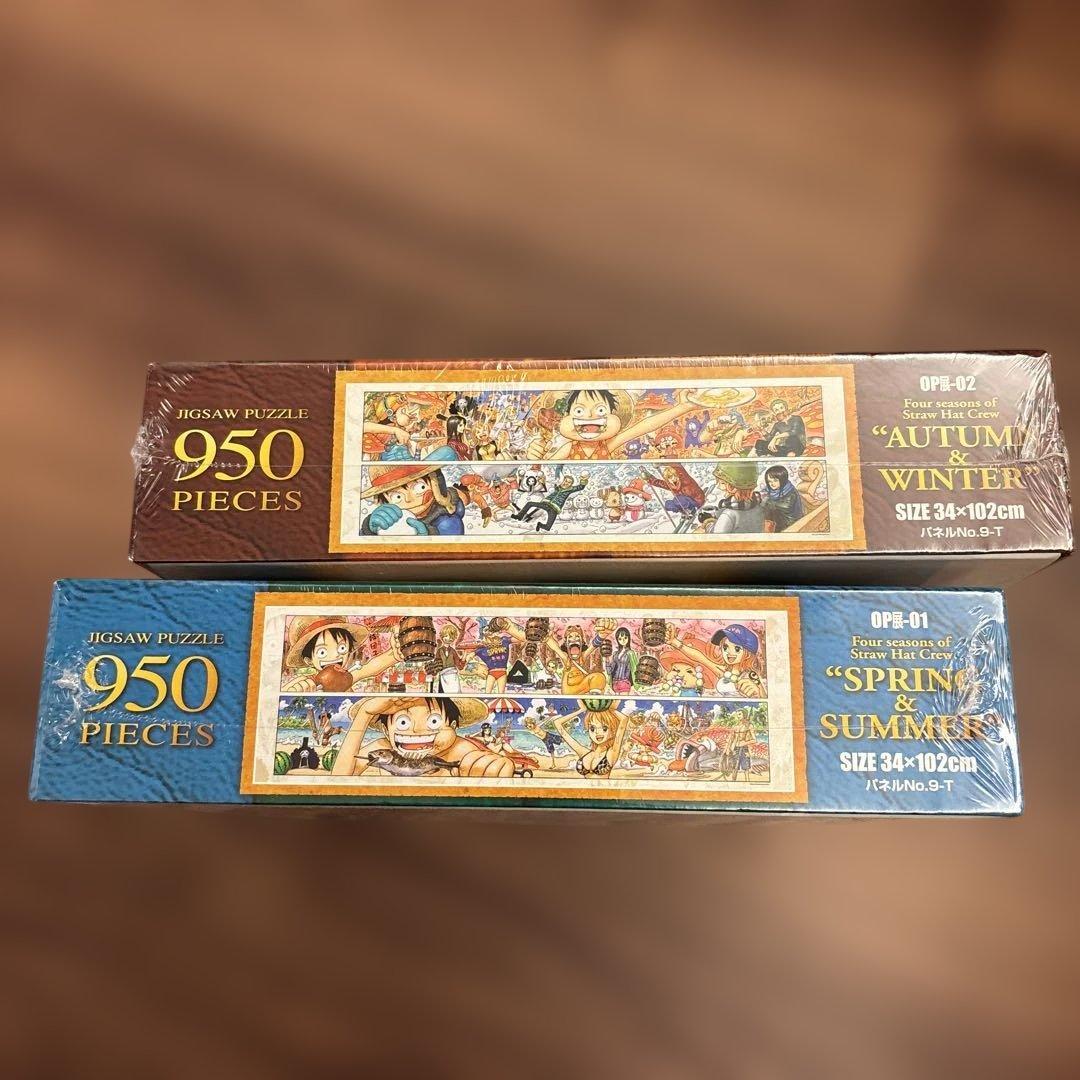 JIGSAW PUZZLE
950
PIECES
OP展-02
Four seasons of
Straw Hat Crew
“AUTUMN
&
WINTER”
SIZE 34×102cm
パネルNo.9-T
JIGSAW PUZZLE
950
PIECES
OP展-01
Four seasons of
Straw Hat Crew
“SPRING
&
SUMMER”
SIZE 34×102cm
パネルNo.9-T